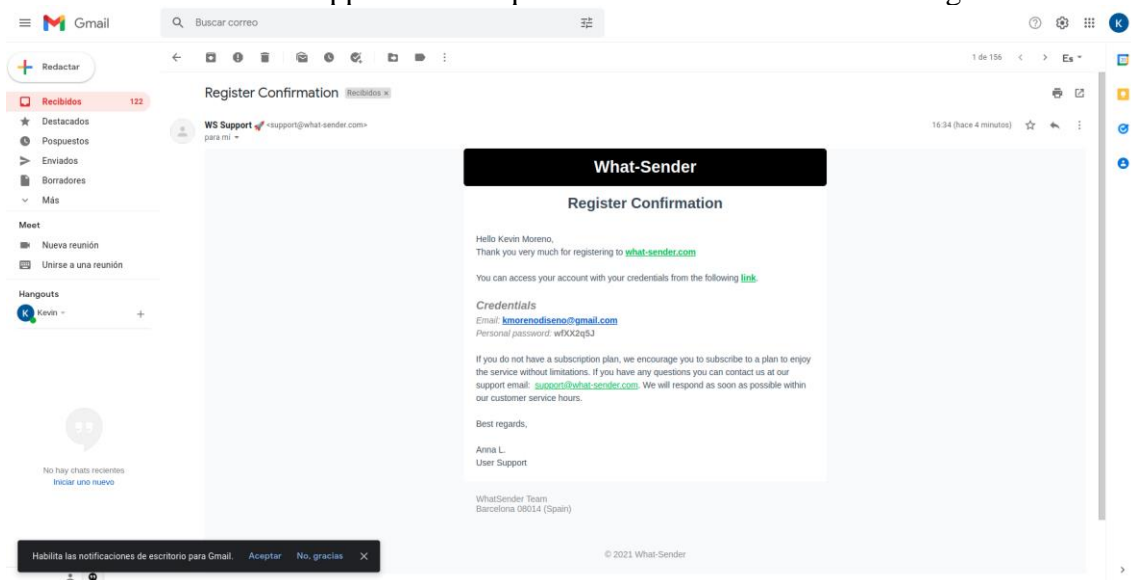 Gmail
Buscar correo
K
Redactar
1 de 156
Es
Recibidos 122
Destacados
Pospuestos
Enviados
Borradores
Más
Meet
Nueva reunión
Unirse a una reunión
Hangouts
K Kevin
No hay chats recientes
Iniciar uno nuevo
Register Confirmation Recibidos x
WS Support 🚀 <support@what-sender.com>
para mí
16:34 (hace 4 minutos)
What-Sender
Register Confirmation
Hello Kevin Moreno,
Thank you very much for registering to what-sender.com
You can access your account with your credentials from the following link.
Credentials
Email: kmorenodiseno@gmail.com
Personal password: wfXX2q5J
If you do not have a subscription plan, we encourage you to subscribe to a plan to enjoy
the service without limitations. If you have any questions you can contact us at our
support email: support@what-sender.com. We will respond as soon as possible within
our customer service hours.
Best regards,
Anna L.
User Support
WhatSender Team
Barcelona 08014 (Spain)
© 2021 What-Sender
Habilita las notificaciones de escritorio para Gmail. Aceptar No, gracias X